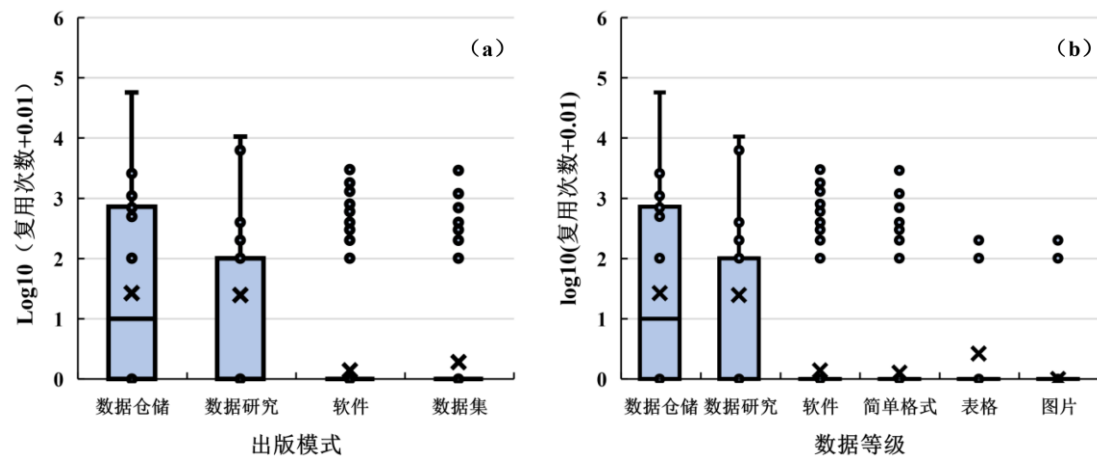 （a）
Log10（复用次数+0.01）
6
5
4
3
2
1
0
数据仓储 数据研究 软件 数据集
出版模式
（b）
log10(复用次数+0.01)
6
5
4
3
2
1
0
数据仓储 数据研究 软件 简单格式 表格 图片
数据等级